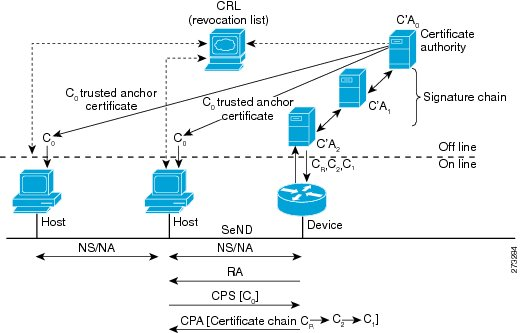 CRL
(revocation list)
C'A0
Certificate
authority
C0 trusted anchor
certificate
C0 trusted anchor
certificate
C'A1
Signature chain
C0
C0
C'A2
Off line
On line
CR,C2,C1
Host
Host
Device
SeND
NS/NA
NS/NA
RA
CPS [C0]
CPA [Certificate chain CR C2 C1]
273294